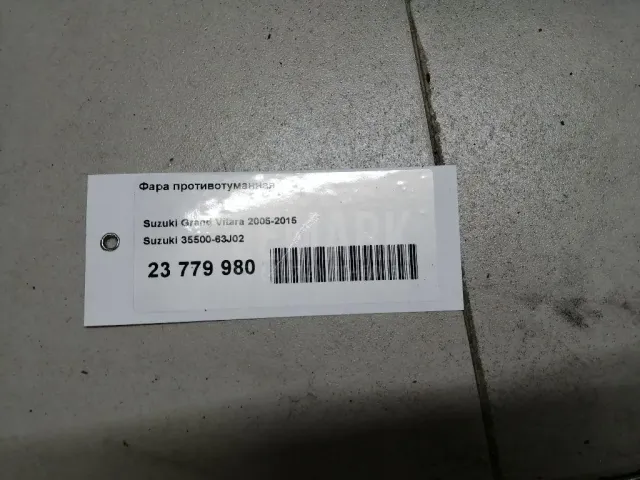 Фара противотуманная
Suzuki Grand Vitara 2005-2015
Suzuki 35500-63J02
23 779 980